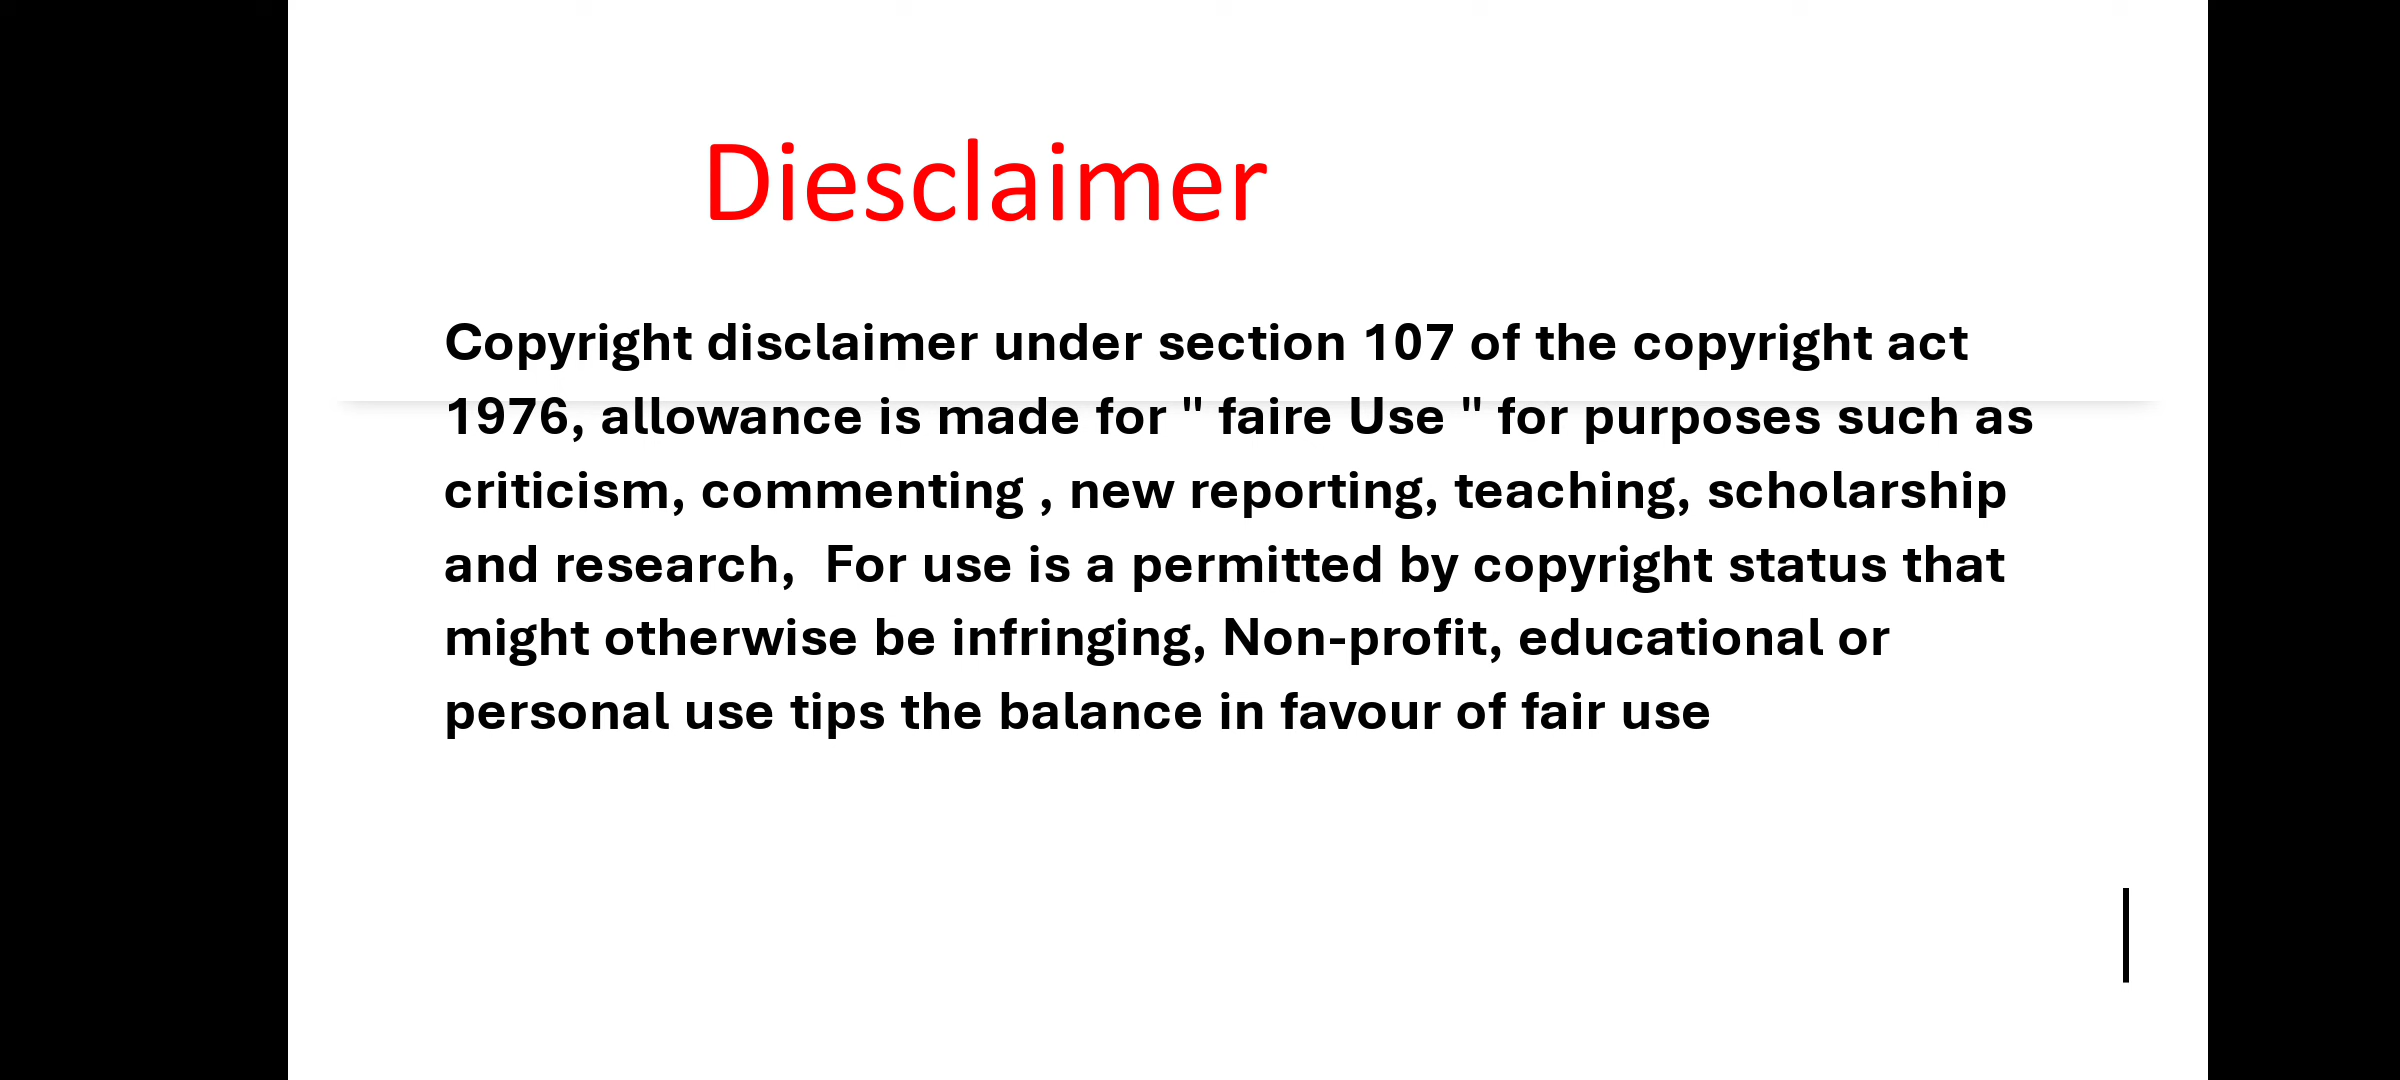 Diesclaimer
Copyright disclaimer under section 107 of the copyright act
1976, allowance is made for " faire Use " for purposes such as
criticism, commenting , new reporting, teaching, scholarship
and research,  For use is a permitted by copyright status that
might otherwise be infringing, Non-profit, educational or
personal use tips the balance in favour of fair use